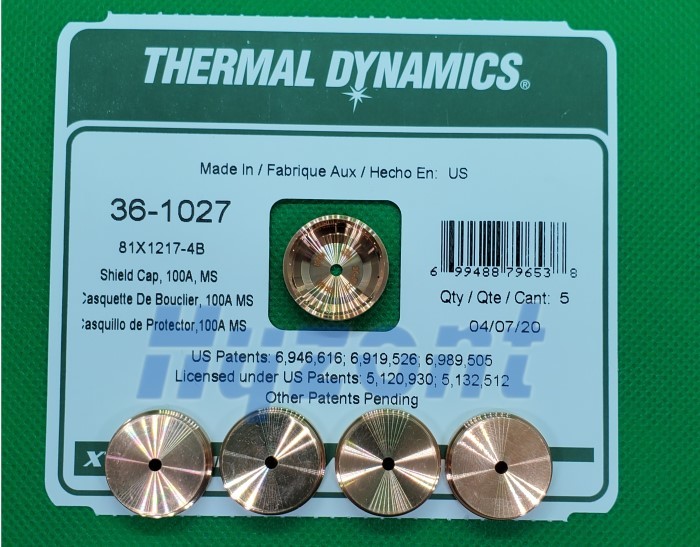 THERMAL DYNAMICS®
Made In / Fabrique Aux / Hecho En: US
36-1027
81X1217-4B
Shield Cap, 100A, MS
Casquette De Bouclier, 100A MS
Casquillo de Protector,100A MS
6 99488 79653 8
Qty / Qte / Cant: 5
04/07/20
US Patents: 6,946,616; 6,919,526; 6,989,505
Licensed under US Patents: 5,120,930; 5,132,512
Other Patents Pending
Hyfont